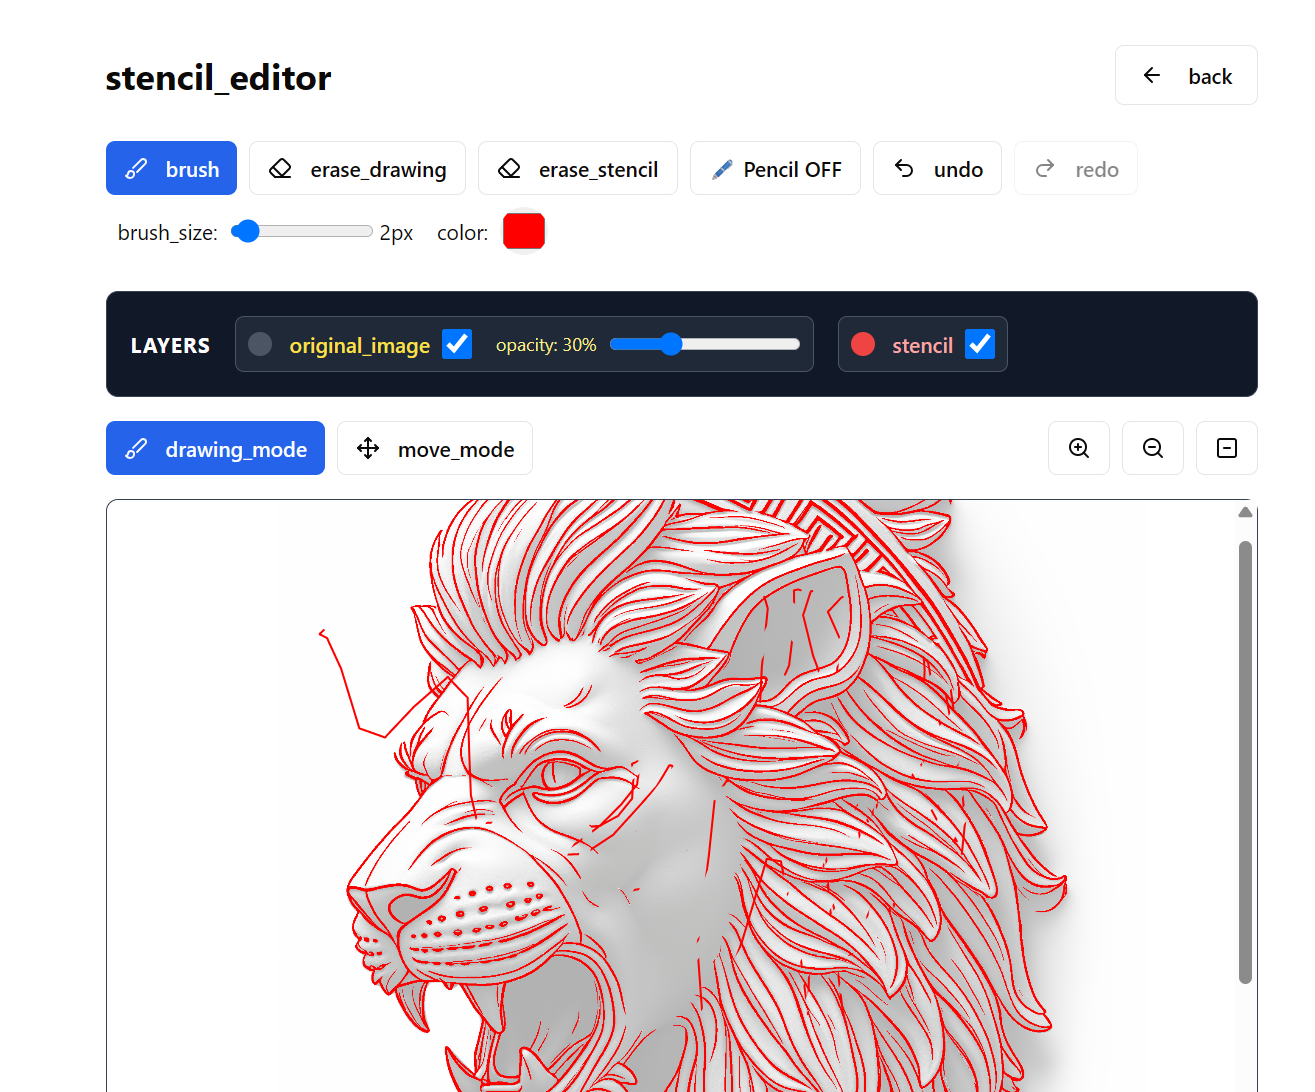 stencil_editor
back
brush erase_drawing erase_stencil Pencil OFF undo redo
brush_size: 2px color:
LAYERS original_image opacity: 30% stencil
drawing_mode move_mode